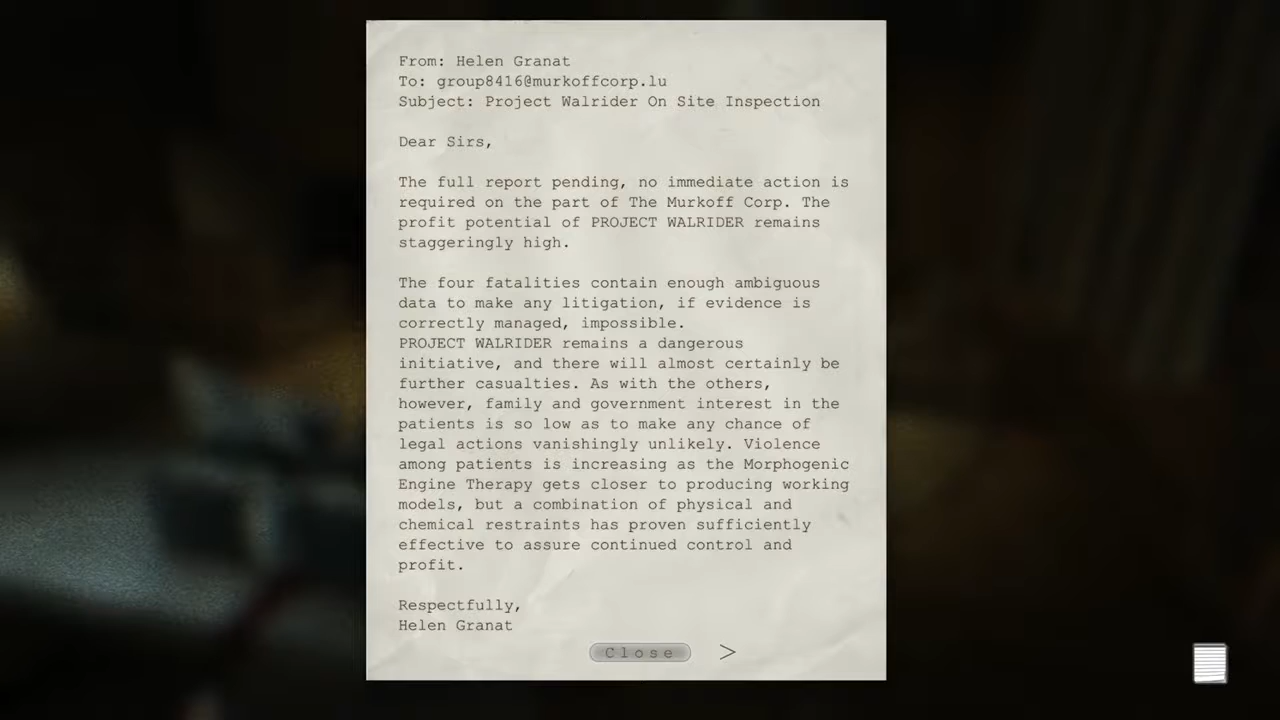 From: Helen Granat
To: group8416@murkoffcorp.lu
Subject: Project Walrider On Site Inspection
Dear Sirs,
The full report pending, no immediate action is
required on the part of The Murkoff Corp. The
profit potential of PROJECT WALRIDER remains
staggeringly high.
The four fatalities contain enough ambiguous
data to make any litigation, if evidence is
correctly managed, impossible.
PROJECT WALRIDER remains a dangerous
initiative, and there will almost certainly be
further casualties. As with the others,
however, family and government interest in the
patients is so low as to make any chance of
legal actions vanishingly unlikely. Violence
among patients is increasing as the Morphogenic
Engine Therapy gets closer to producing working
models, but a combination of physical and
chemical restraints has proven sufficiently
effective to assure continued control and
profit.
Respectfully,
Helen Granat
Close >